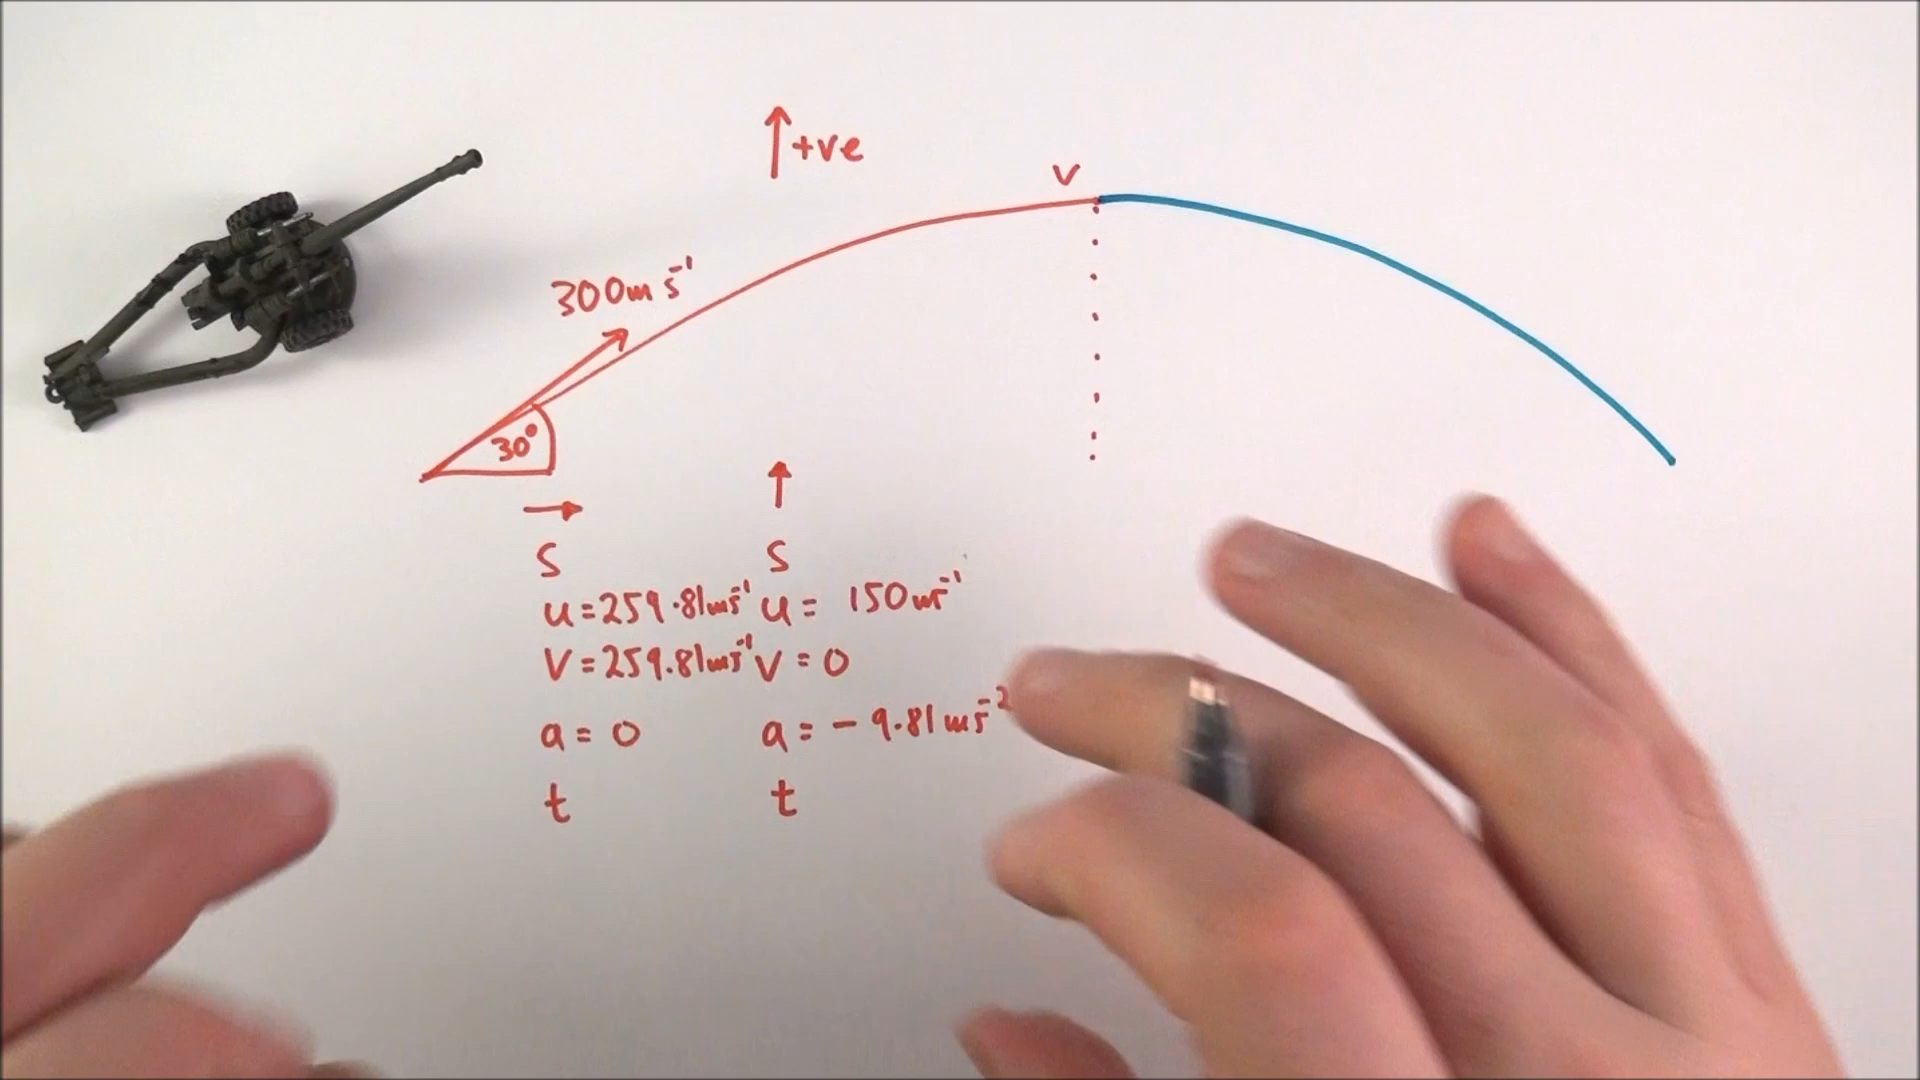 +ve
v
300ms⁻¹
30°
s s
u=259.81ms⁻¹ u= 150ms⁻¹
v=259.81ms⁻¹ v=0
a=0 a=-9.81ms⁻²
t t